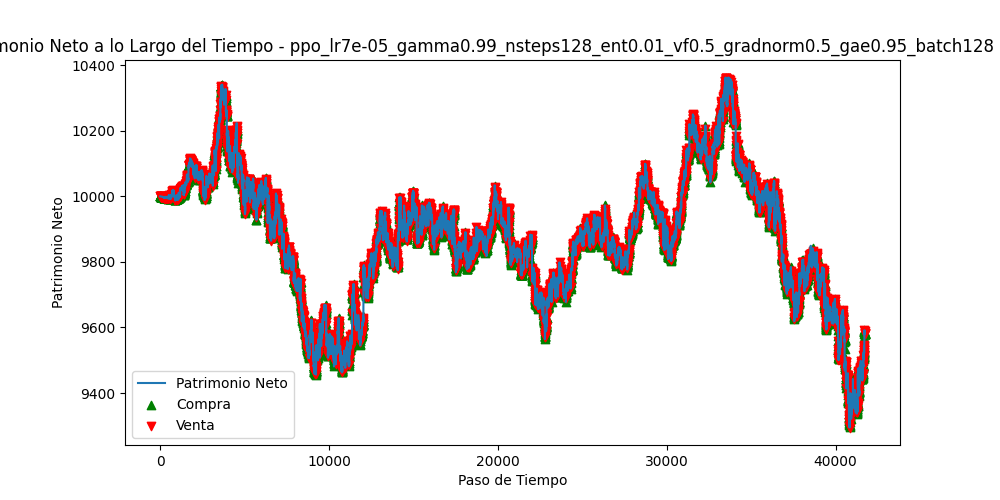 monio Neto a lo Largo del Tiempo - ppo_lr7e-05_gamma0.99_nsteps128_ent0.01_vf0.5_gradnorm0.5_gae0.95_batch128
10400
10200
10000
9800
9600
9400
Patrimonio Neto
Patrimonio Neto
Compra
Venta
0
10000
20000
30000
40000
Paso de Tiempo